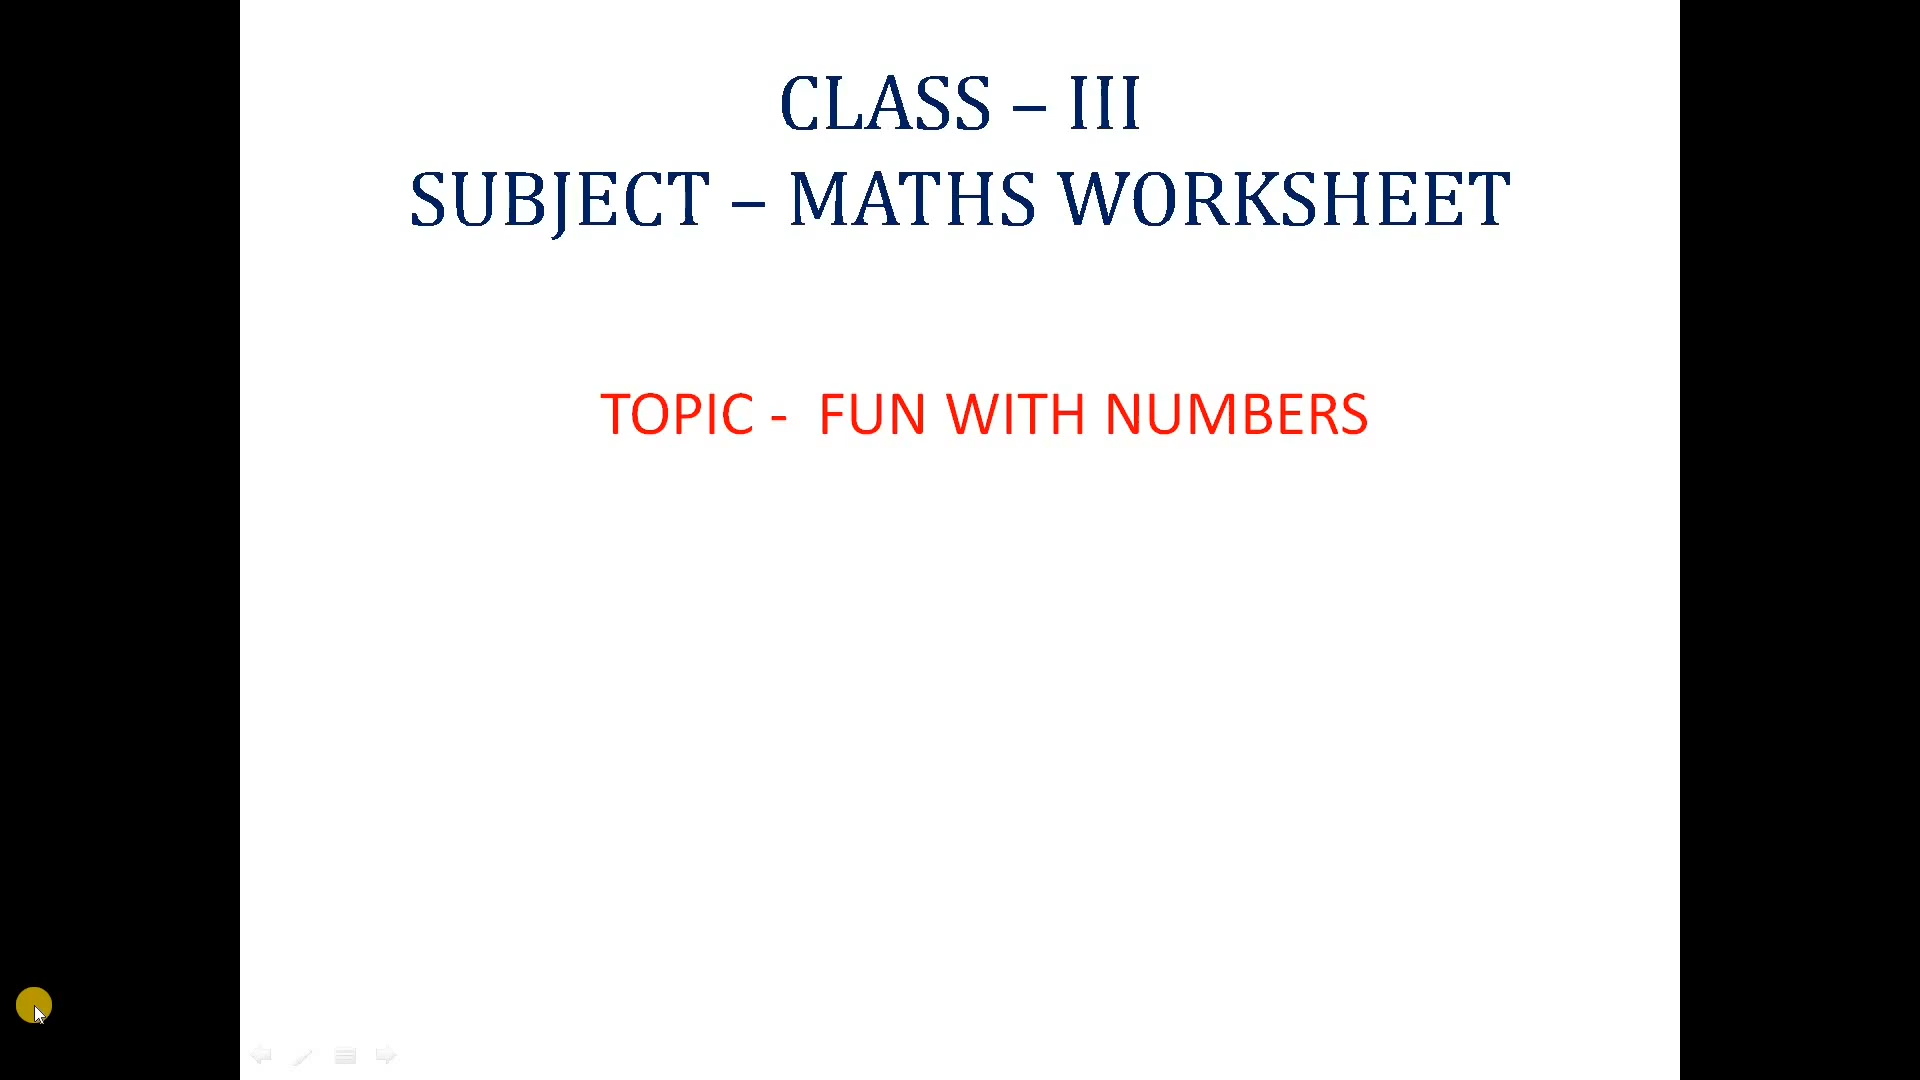 CLASS – III
SUBJECT – MATHS WORKSHEET
TOPIC -  FUN WITH NUMBERS